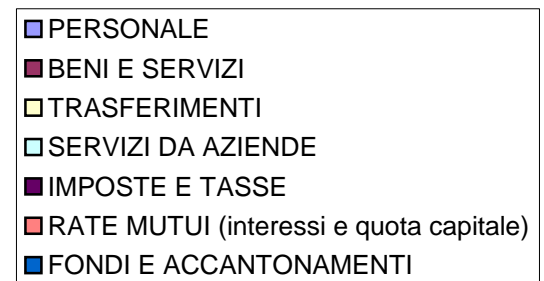 PERSONALE
BENI E SERVIZI
TRASFERIMENTI
SERVIZI DA AZIENDE
IMPOSTE E TASSE
RATE MUTUI (interessi e quota capitale)
FONDI E ACCANTONAMENTI